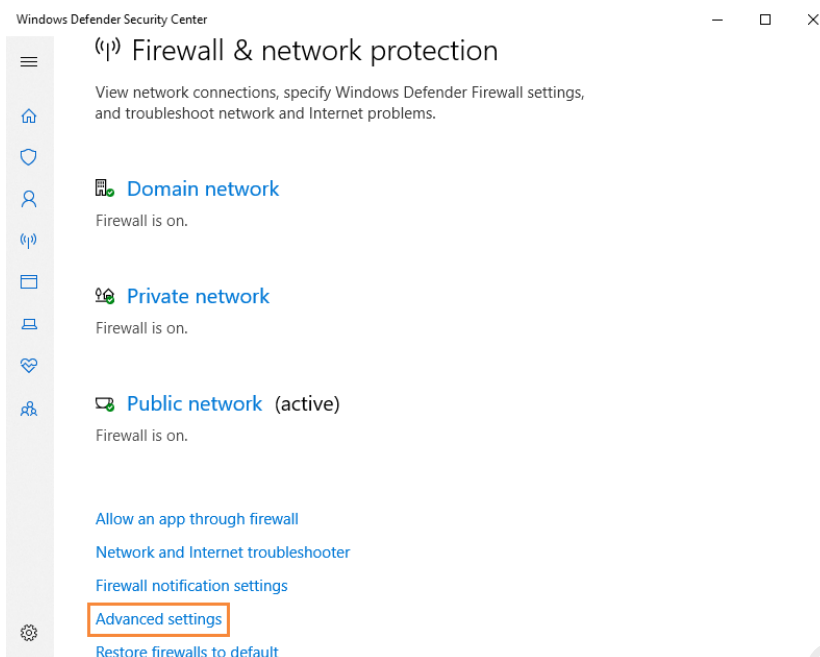 Windows Defender Security Center
Firewall & network protection
View network connections, specify Windows Defender Firewall settings,
and troubleshoot network and Internet problems.
Domain network
Firewall is on.
Private network
Firewall is on.
Public network (active)
Firewall is on.
Allow an app through firewall
Network and Internet troubleshooter
Firewall notification settings
Advanced settings
Restore firewalls to default